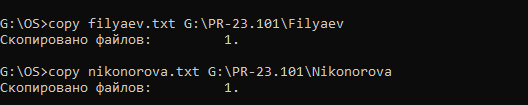 G:\OS>copy filyaev.txt G:\PR-23.101\Filyaev
Скопировано файлов:         1.
G:\OS>copy nikonorova.txt G:\PR-23.101\Nikonorova
Скопировано файлов:         1.